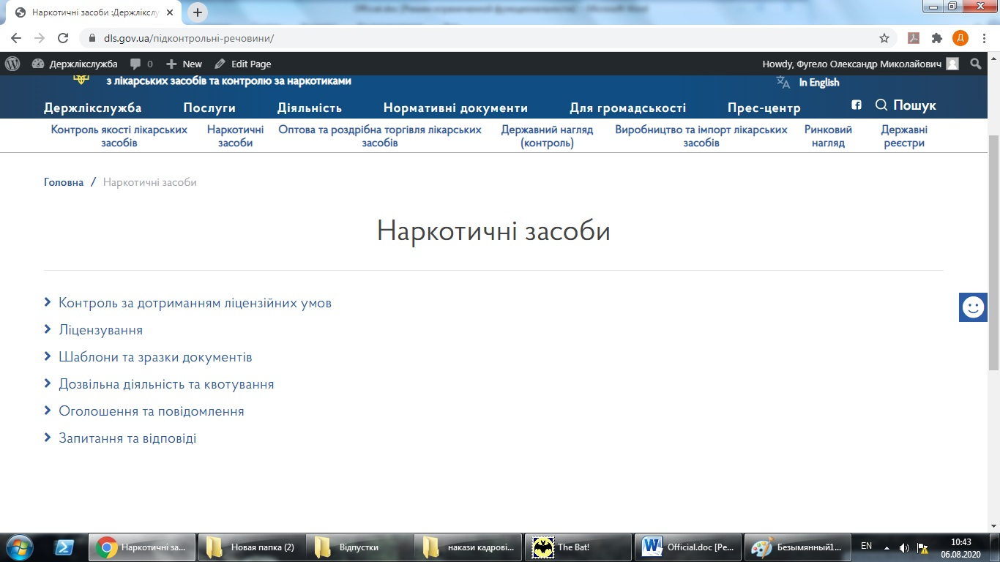 Наркотичні засоби :Держлікслу
dls.gov.ua/підконтрольні-речовини/
Д
Держлікслужба 0 New Edit Page Howdy, Фугело Олександр Миколайович
з лікарських засобів та контролю за наркотиками In English
Держлікслужба Послуги Діяльність Нормативні документи Для громадськості Прес-центр Пошук
Контроль якості лікарських засобів
Наркотичні засоби
Оптова та роздрібна торгівля лікарських засобів
Державний нагляд (контроль)
Виробництво та імпорт лікарських засобів
Ринковий нагляд
Державні реєстри
Головна / Наркотичні засоби
Наркотичні засоби
Контроль за дотриманням ліцензійних умов
Ліцензування
Шаблони та зразки документів
Дозвільна діяльність та квотування
Оголошення та повідомлення
Запитання та відповіді
Наркотичні за... Новая папка (2) Відпустки накази кадрові... The Bat! Official.doc [Ре... Безымянный1... EN 10:43
06.08.2020